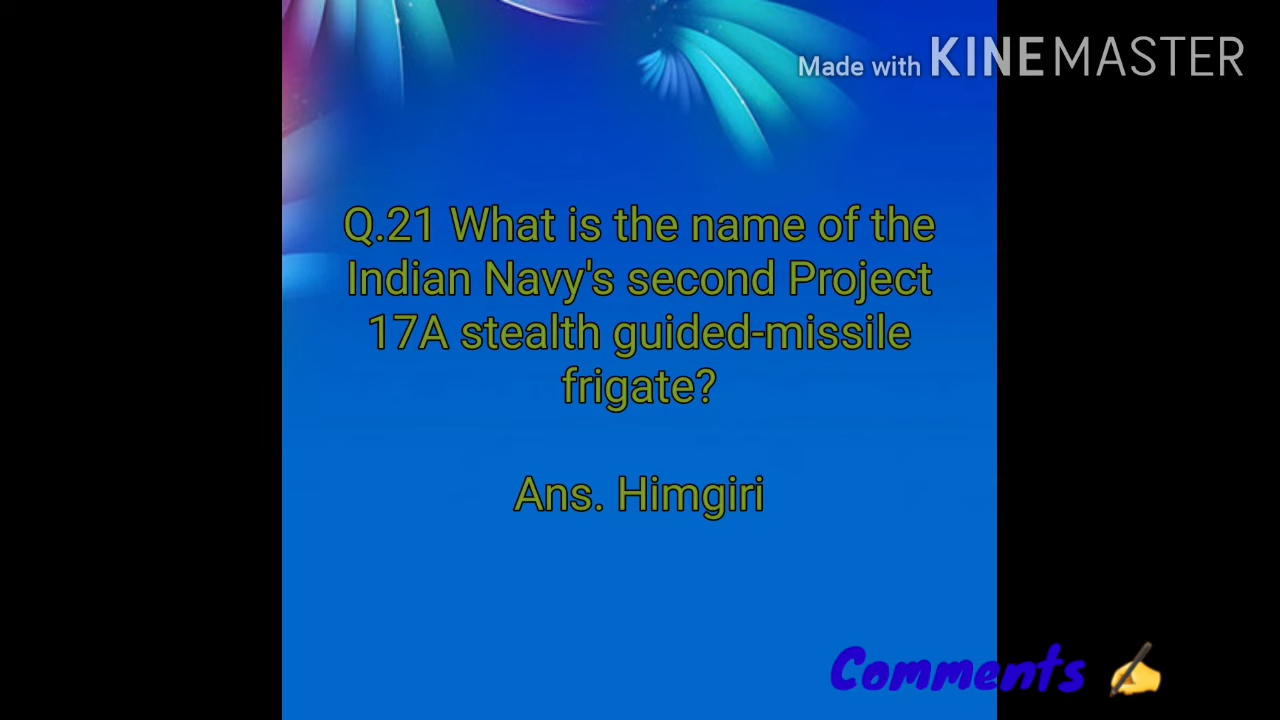 Made with KINEMASTER
Q.21 What is the name of the
Indian Navy's second Project
17A stealth guided-missile
frigate?
Ans. Himgiri
Comments ✍